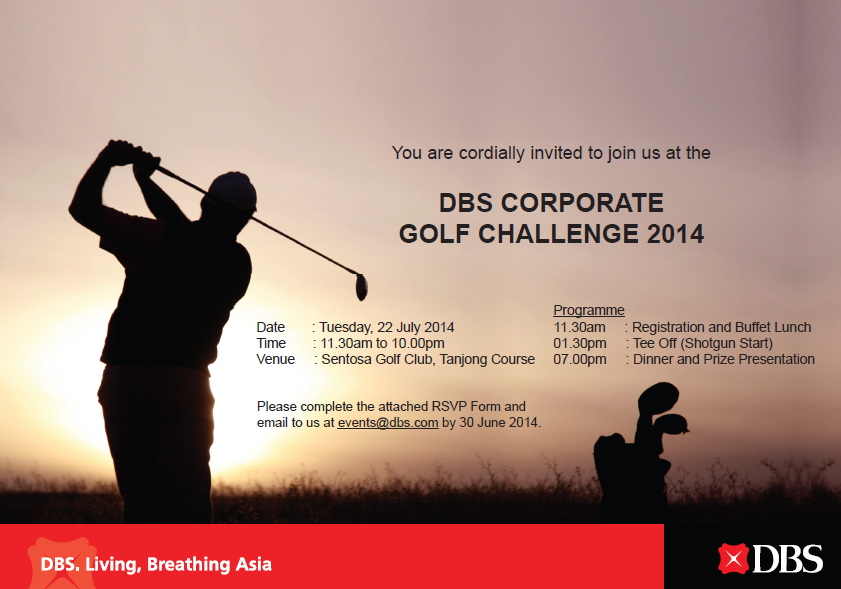 You are cordially invited to join us at the
DBS CORPORATE
GOLF CHALLENGE 2014
Date : Tuesday, 22 July 2014
Time : 11.30am to 10.00pm
Venue : Sentosa Golf Club, Tanjong Course
Programme
11.30am : Registration and Buffet Lunch
01.30pm : Tee Off (Shotgun Start)
07.00pm : Dinner and Prize Presentation
Please complete the attached RSVP Form and
email to us at events@dbs.com by 30 June 2014.
DBS. Living, Breathing Asia
DBS